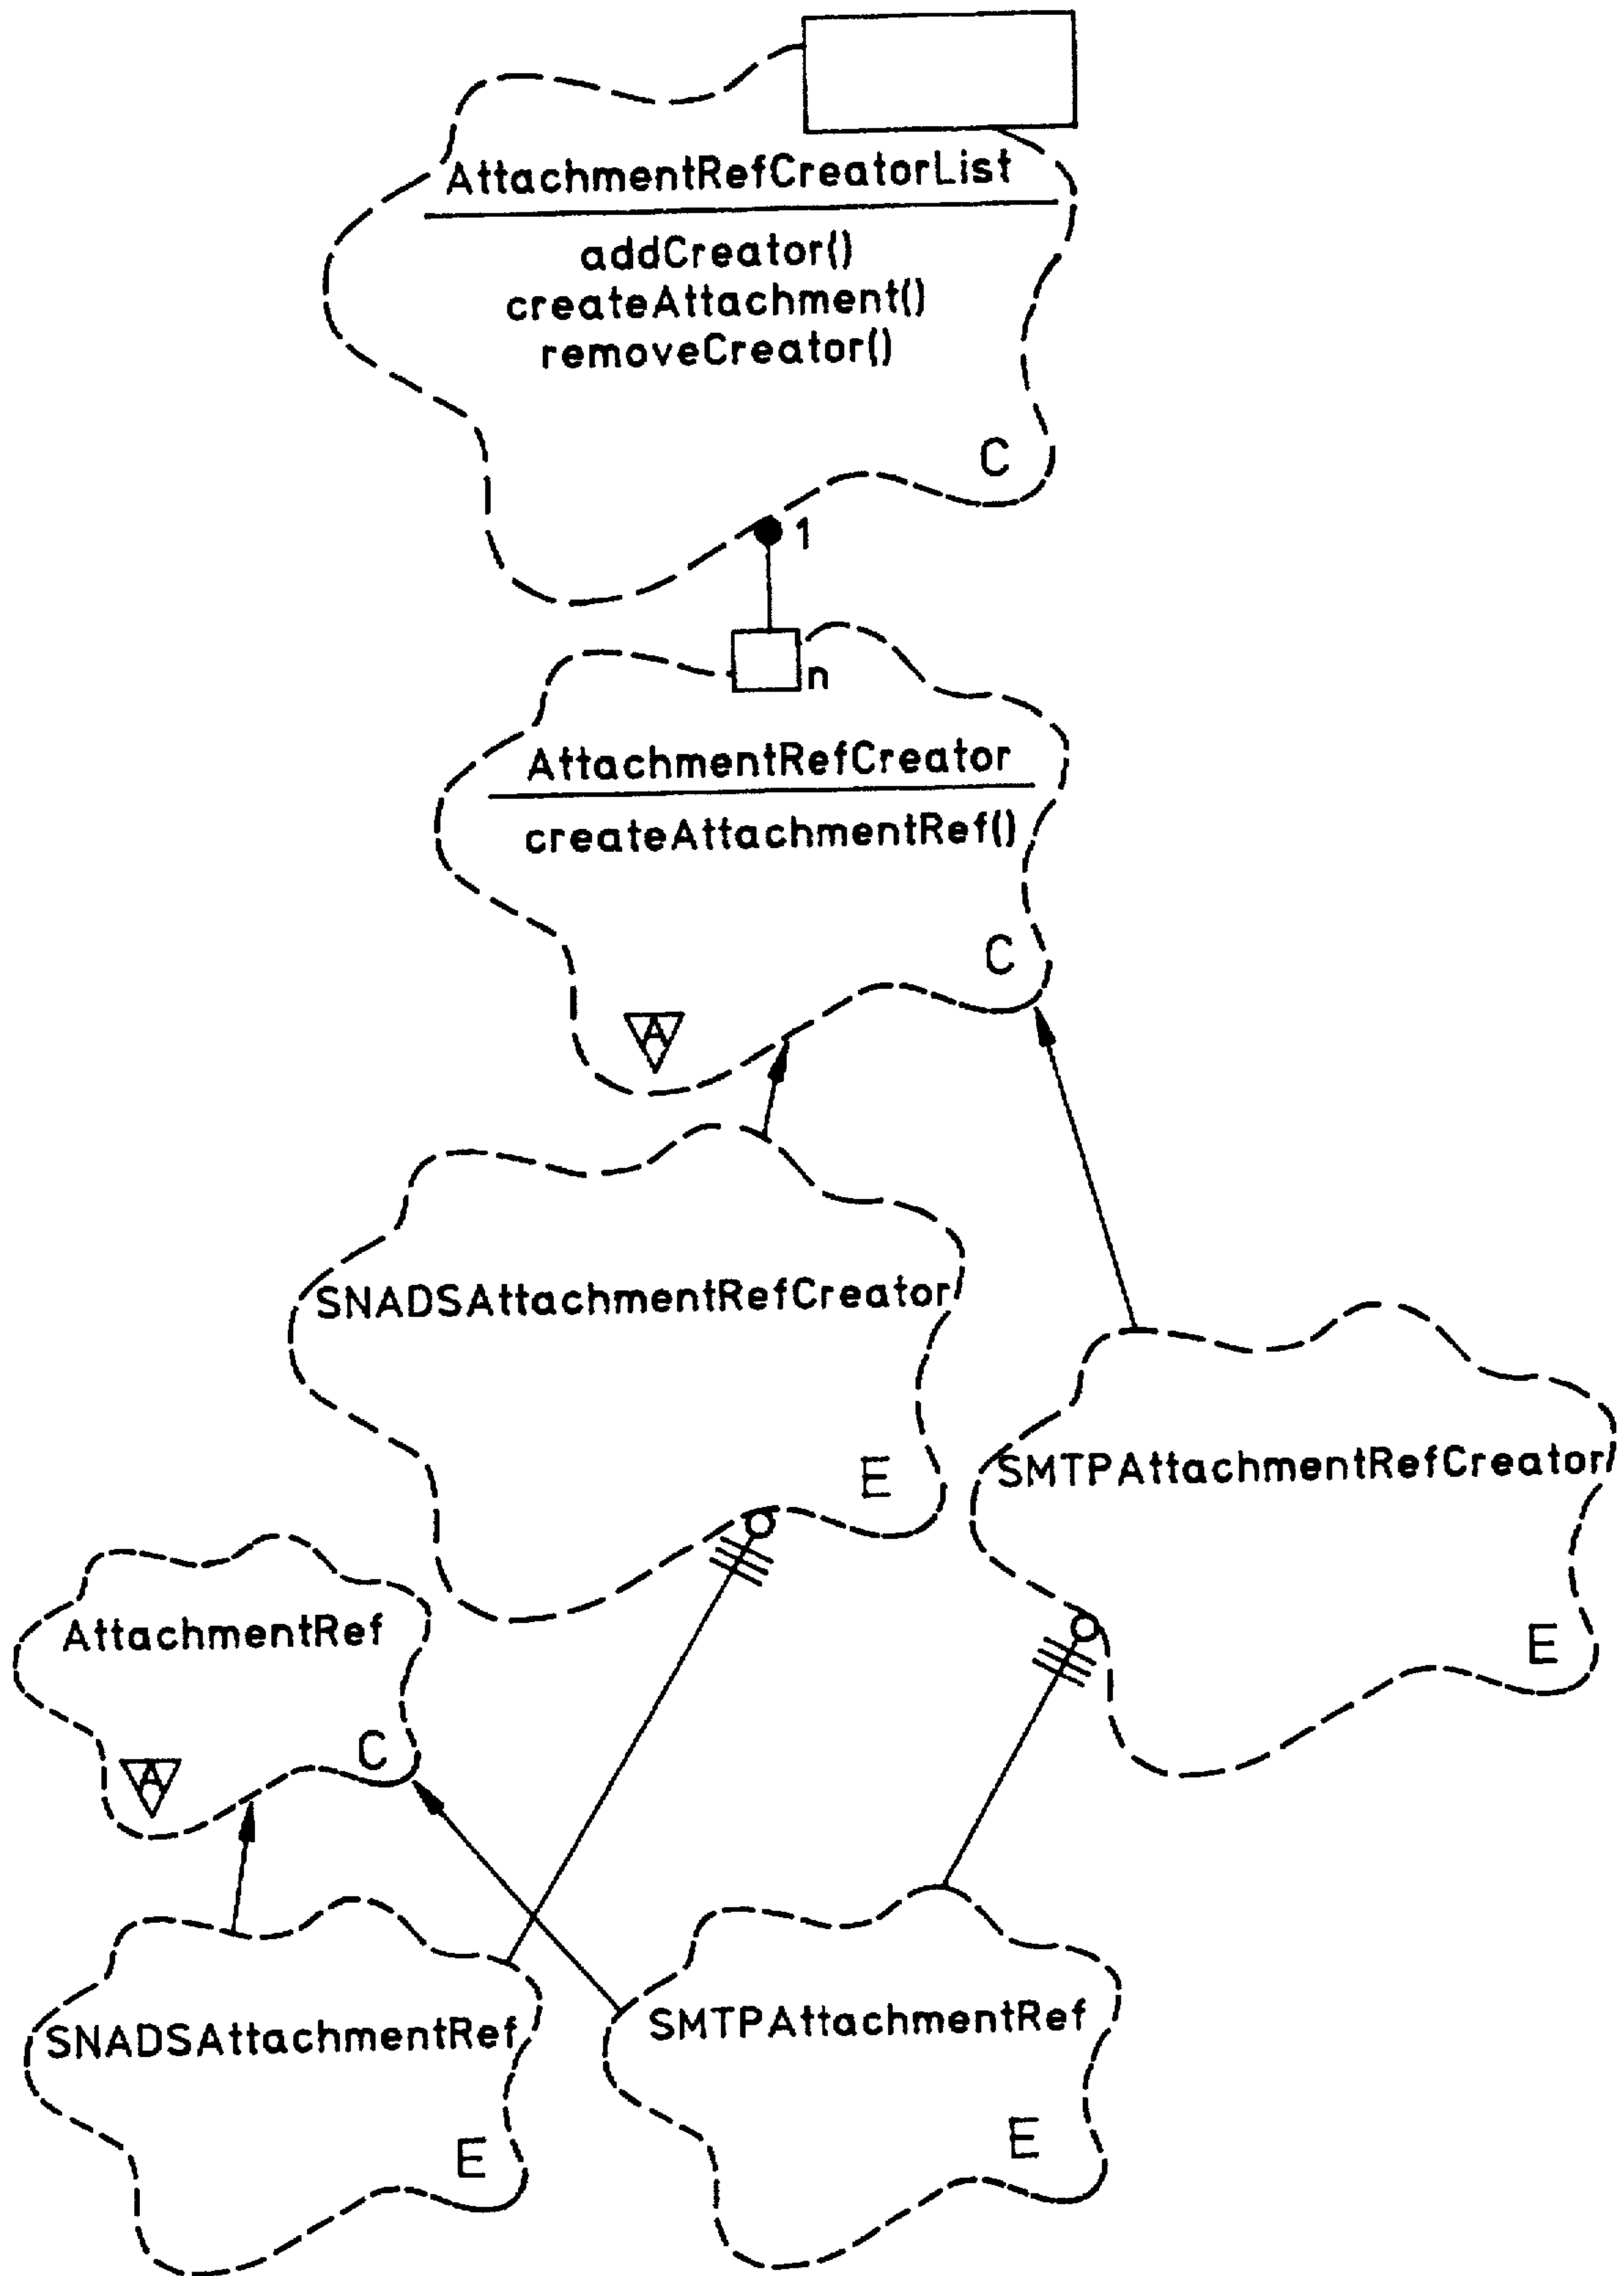 AttachmentRefCreatorList
addCreator()
createAttachment()
removeCreator()
C
1
n
AttachmentRefCreator
createAttachmentRef()
C
A
SNADSAttachmentRefCreator
E
SMTPAttachmentRefCreator
E
AttachmentRef
C
A
SNADSAttachmentRef
E
SMTPAttachmentRef
E